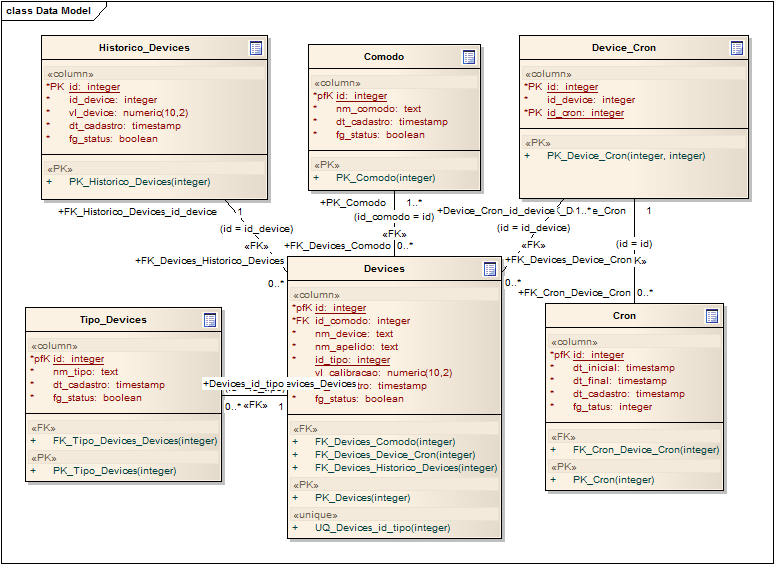 class Data Model
Historico_Devices
«column»
*PK id: integer
* id_device: integer
* vl_device: numeric(10,2)
* dt_cadastro: timestamp
* fg_status: boolean
«PK»
+ PK_Historico_Devices(integer)
Comodo
«column»
*pfK id: integer
* nm_comodo: text
* dt_cadastro: timestamp
* fg_status: boolean
«PK»
+ PK_Comodo(integer)
Device_Cron
«column»
*PK id: integer
* id_device: integer
*PK id_cron: integer
«PK»
+ PK_Device_Cron(integer, integer)
+FK_Historico_Devices_id_device 1
(id = id_device)
«FK»
+FK_Devices_Historico_Devices
0..*
+PK_Comodo 1..*
(id_comodo = id)
«FK»
+FK_Devices_Comodo 0..*
+Device_Cron_id_device 1..*
(id = id_device)
«FK»
+FK_Devices_Device_Cron
0..*
e_Cron 1
(id = id)
K»
+FK_Cron_Device_Cron 0..*
Tipo_Devices
«column»
*pfK id: integer
* nm_tipo: text
* dt_cadastro: timestamp
* fg_status: boolean
«FK»
+ FK_Tipo_Devices_Devices(integer)
«PK»
+ PK_Tipo_Devices(integer)
+Devices_id_tipo evices_Devices
0..* «FK» 1
Devices
«column»
*pfK id: integer
*FK id_comodo: integer
* nm_device: text
* nm_apelido: text
* id_tipo: integer
vl_calibracao: numeric(10,2)
stro: timestamp
* fg_status: boolean
«FK»
+ FK_Devices_Comodo(integer)
+ FK_Devices_Device_Cron(integer)
+ FK_Devices_Historico_Devices(integer)
«PK»
+ PK_Devices(integer)
«unique»
+ UQ_Devices_id_tipo(integer)
Cron
«column»
*pfK id: integer
* dt_inicial: timestamp
* dt_final: timestamp
* dt_cadastro: timestamp
* fg_tatus: integer
«FK»
+ FK_Cron_Device_Cron(integer)
«PK»
+ PK_Cron(integer)